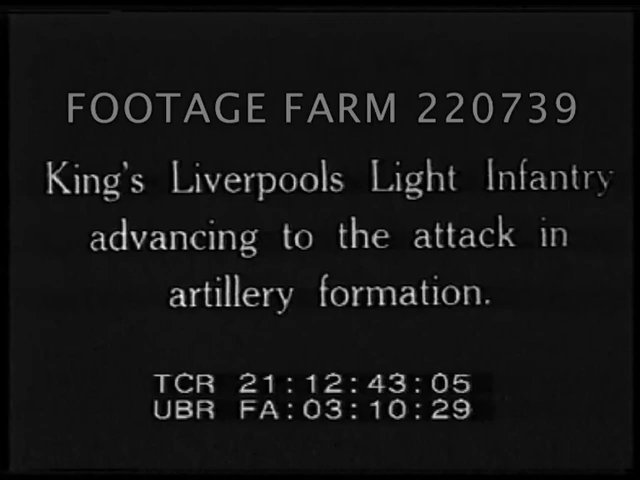 FOOTAGE FARM 220739
King's Liverpools Light Infantry
advancing to the attack in
artillery formation.
TCR 21:12:43:05
UBR FA:03:10:29